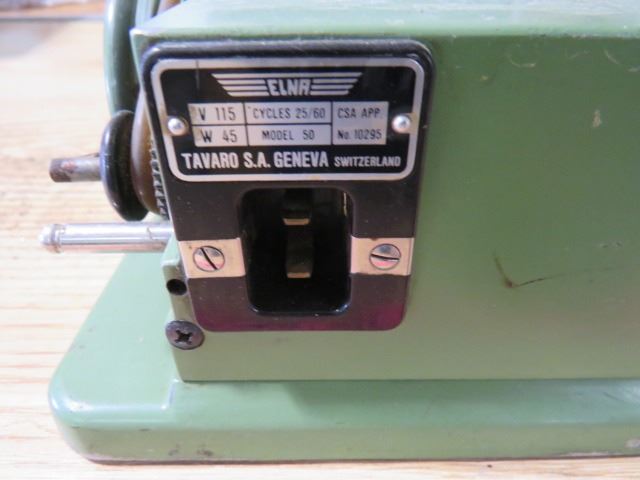 ELNA
V 115 CYCLES 25/60 CSA APP.
W 45 MODEL 50 No. 10295
TAVARO S.A. GENEVA SWITZERLAND